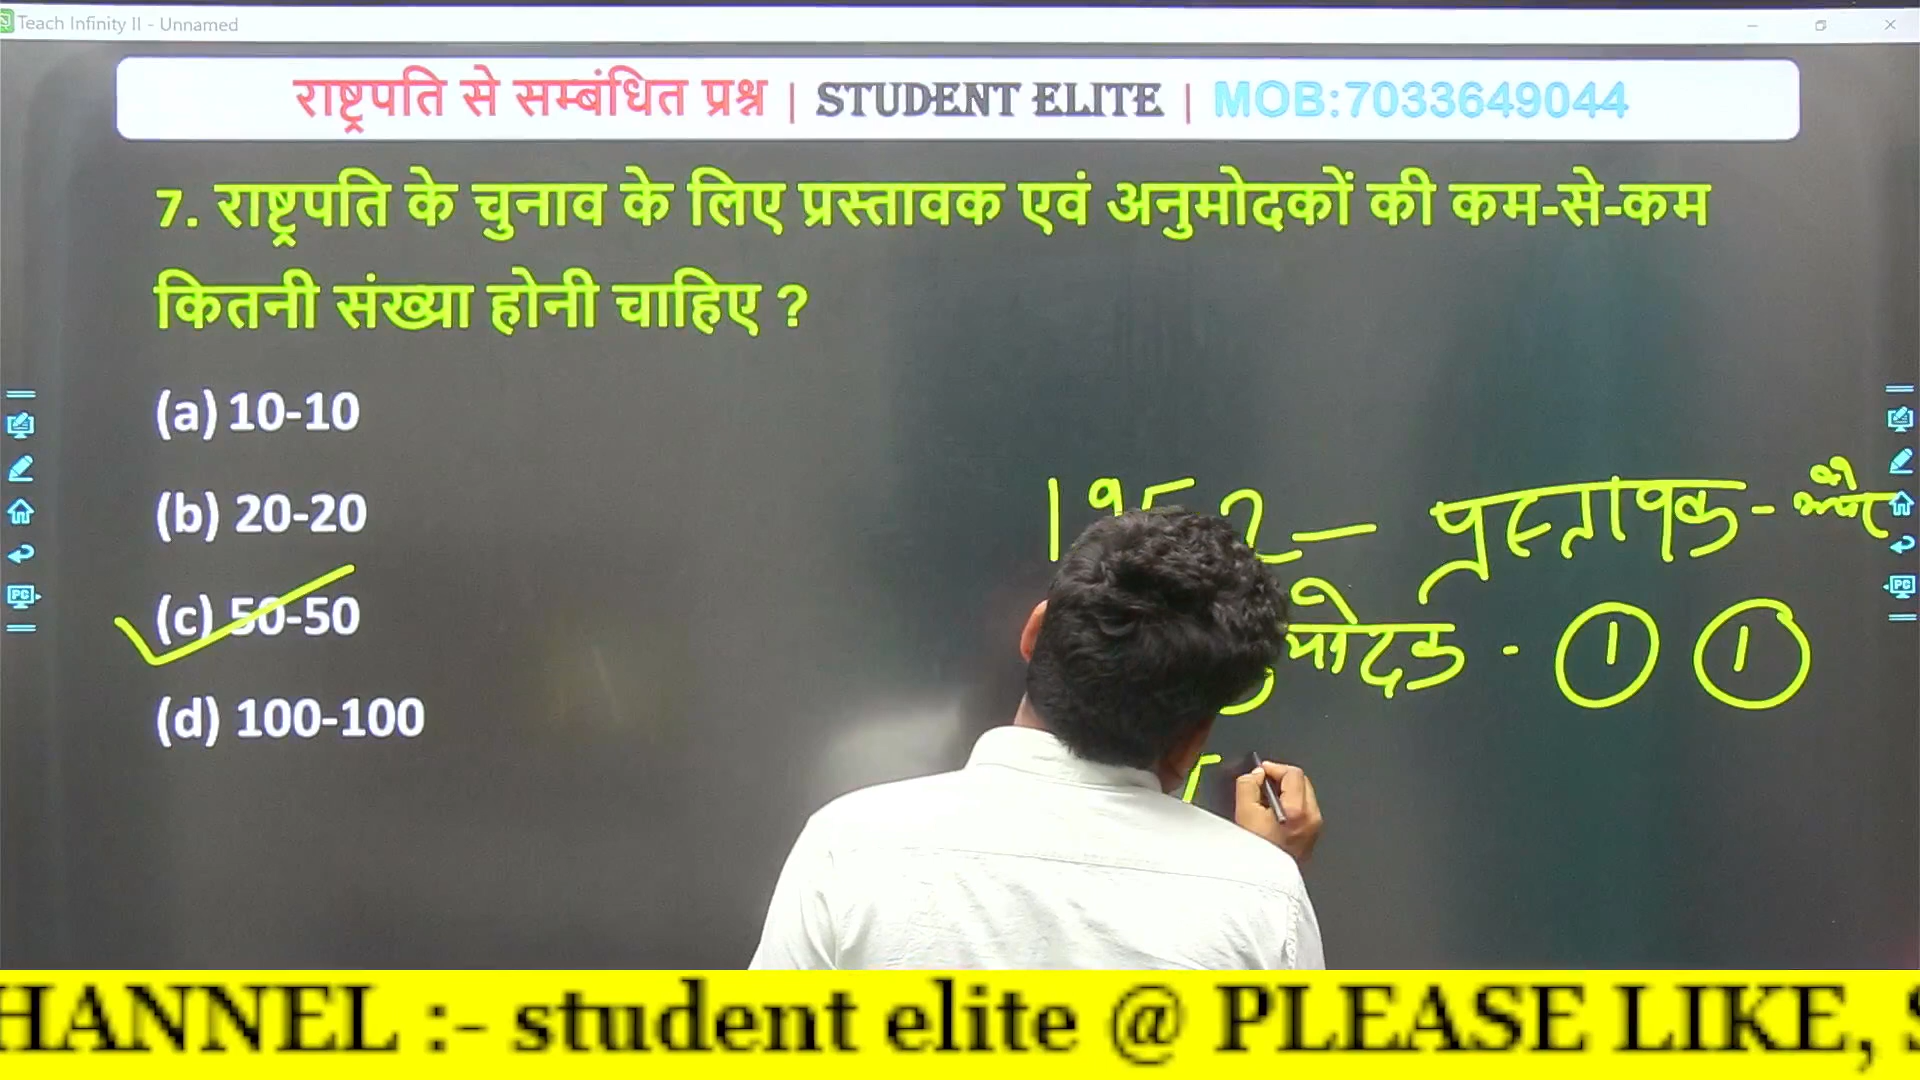 Teach Infinity II - Unnamed
राष्ट्रपति से सम्बंधित प्रश्न | STUDENT ELITE | MOB:7033649044
7. राष्ट्रपति के चुनाव के लिए प्रस्तावक एवं अनुमोदकों की कम-से-कम
कितनी संख्या होनी चाहिए ?
(a) 10-10
(b) 20-20
(c) 50-50
(d) 100-100
1952 — प्रस्तावक -
मोदक - 1 1
HANNEL :- student elite @ PLEASE LIKE, S